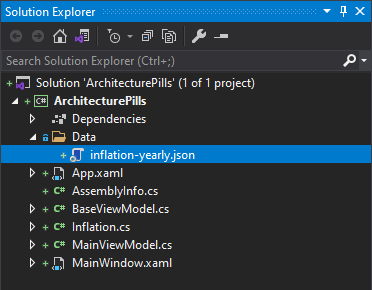 Solution Explorer
Search Solution Explorer (Ctrl+;)
Solution 'ArchitecturePills' (1 of 1 project)
C# ArchitecturePills
Dependencies
Data
inflation-yearly.json
App.xaml
C# AssemblyInfo.cs
C# BaseViewModel.cs
C# Inflation.cs
C# MainViewModel.cs
MainWindow.xaml